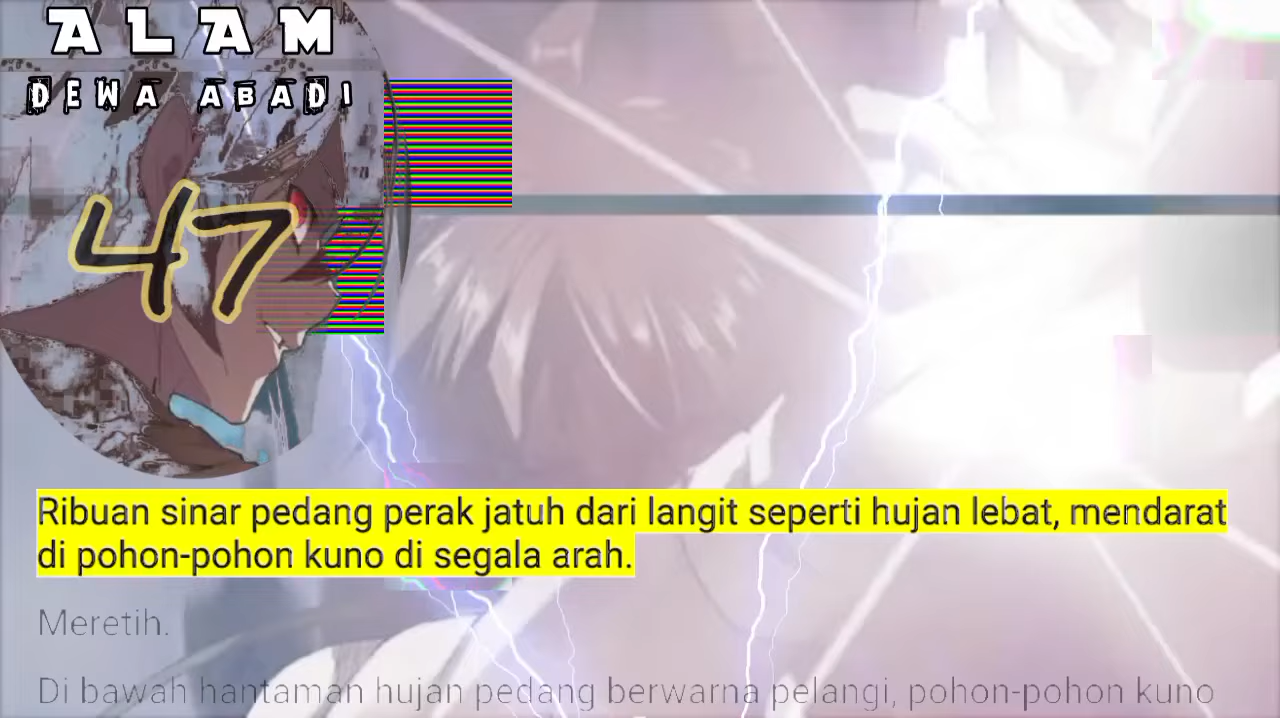 ALAM
DEWA ABADI
47
Ribuan sinar pedang perak jatuh dari langit seperti hujan lebat, mendarat
di pohon-pohon kuno di segala arah.
Meretih.
Di bawah hantaman hujan pedang berwarna pelangi, pohon-pohon kuno